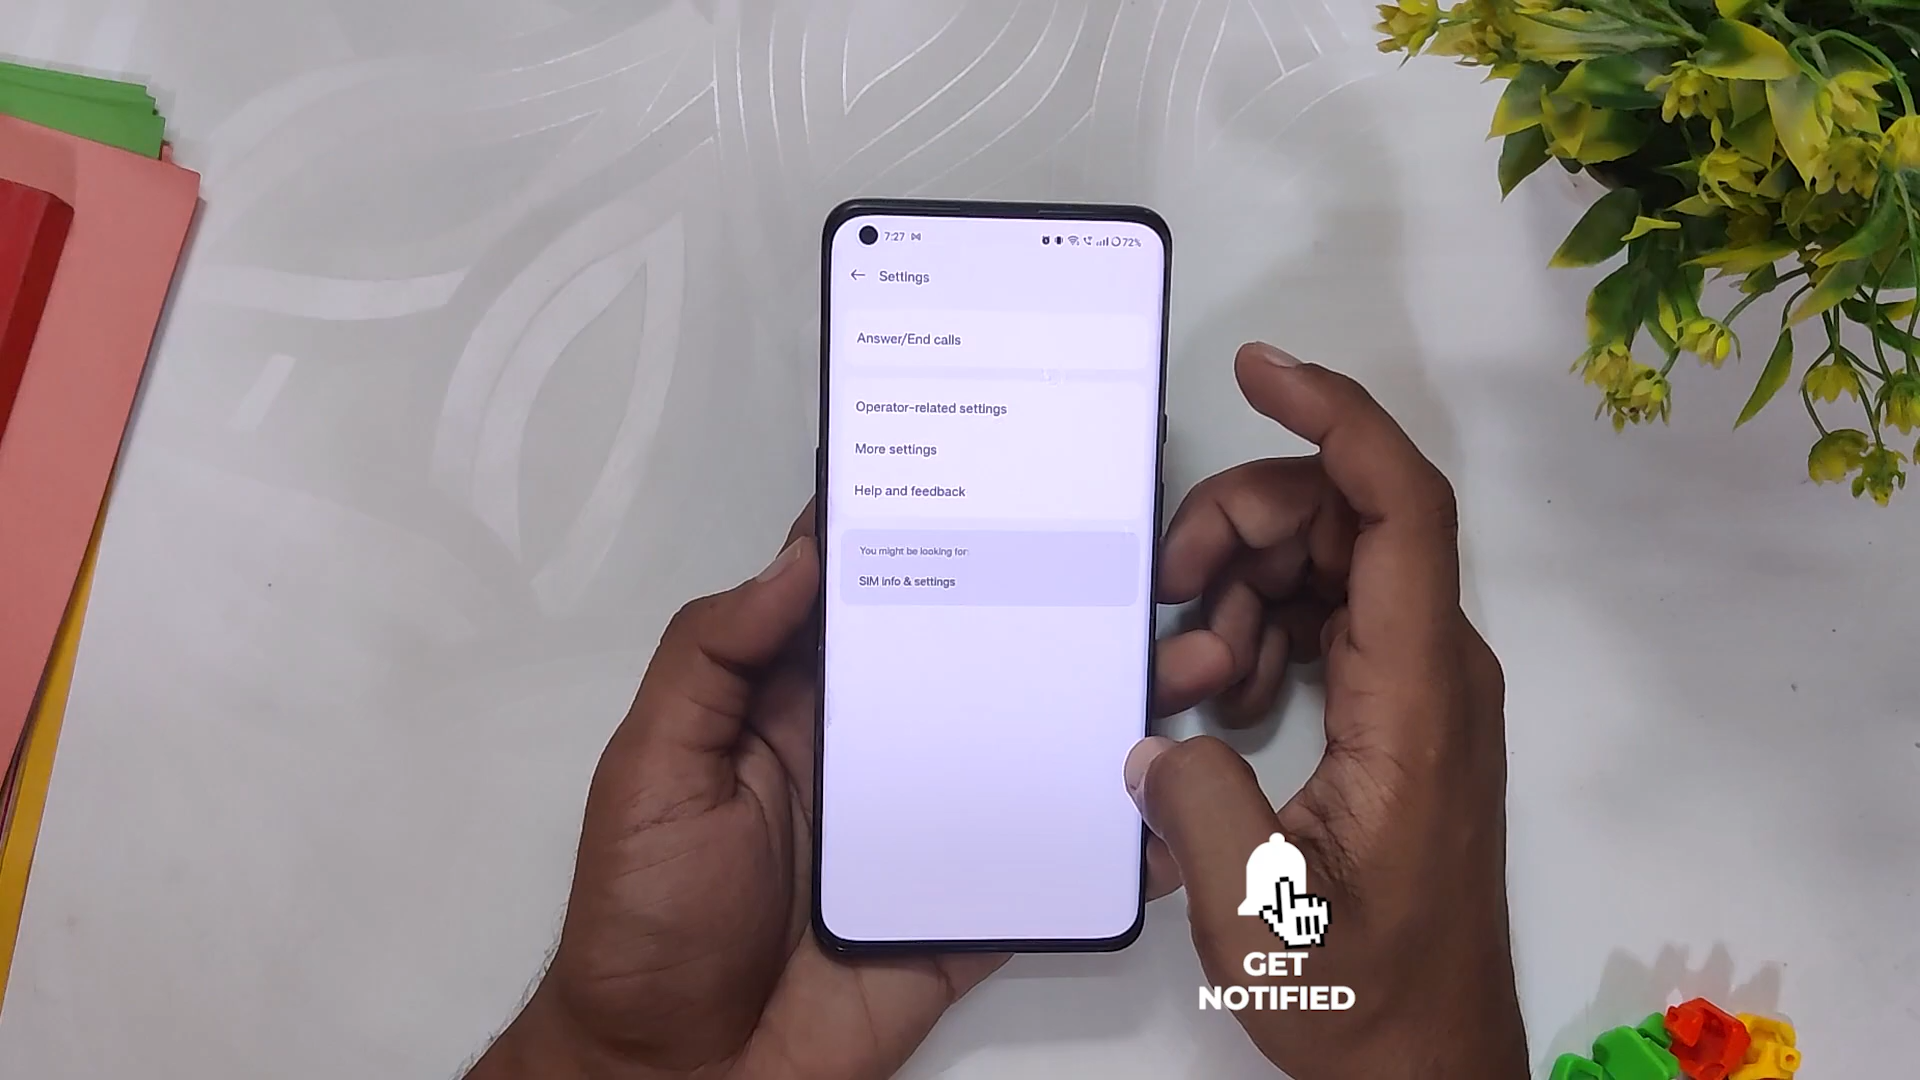 7:27
72%
Settings
Answer/End calls
Operator-related settings
More settings
Help and feedback
You might be looking for:
SIM info & settings
GET
NOTIFIED